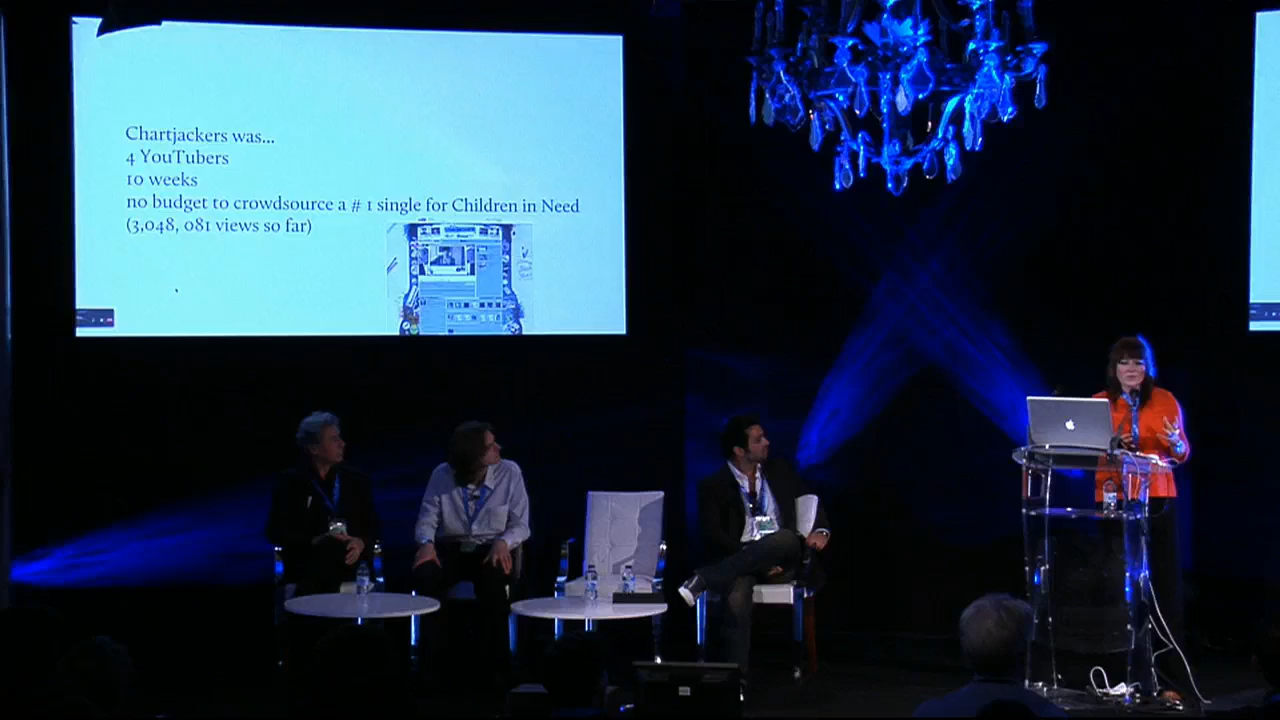 Chartjackers was...
4 YouTubers
10 weeks
no budget to crowdsource a # 1 single for Children in Need
(3,048, 081 views so far)